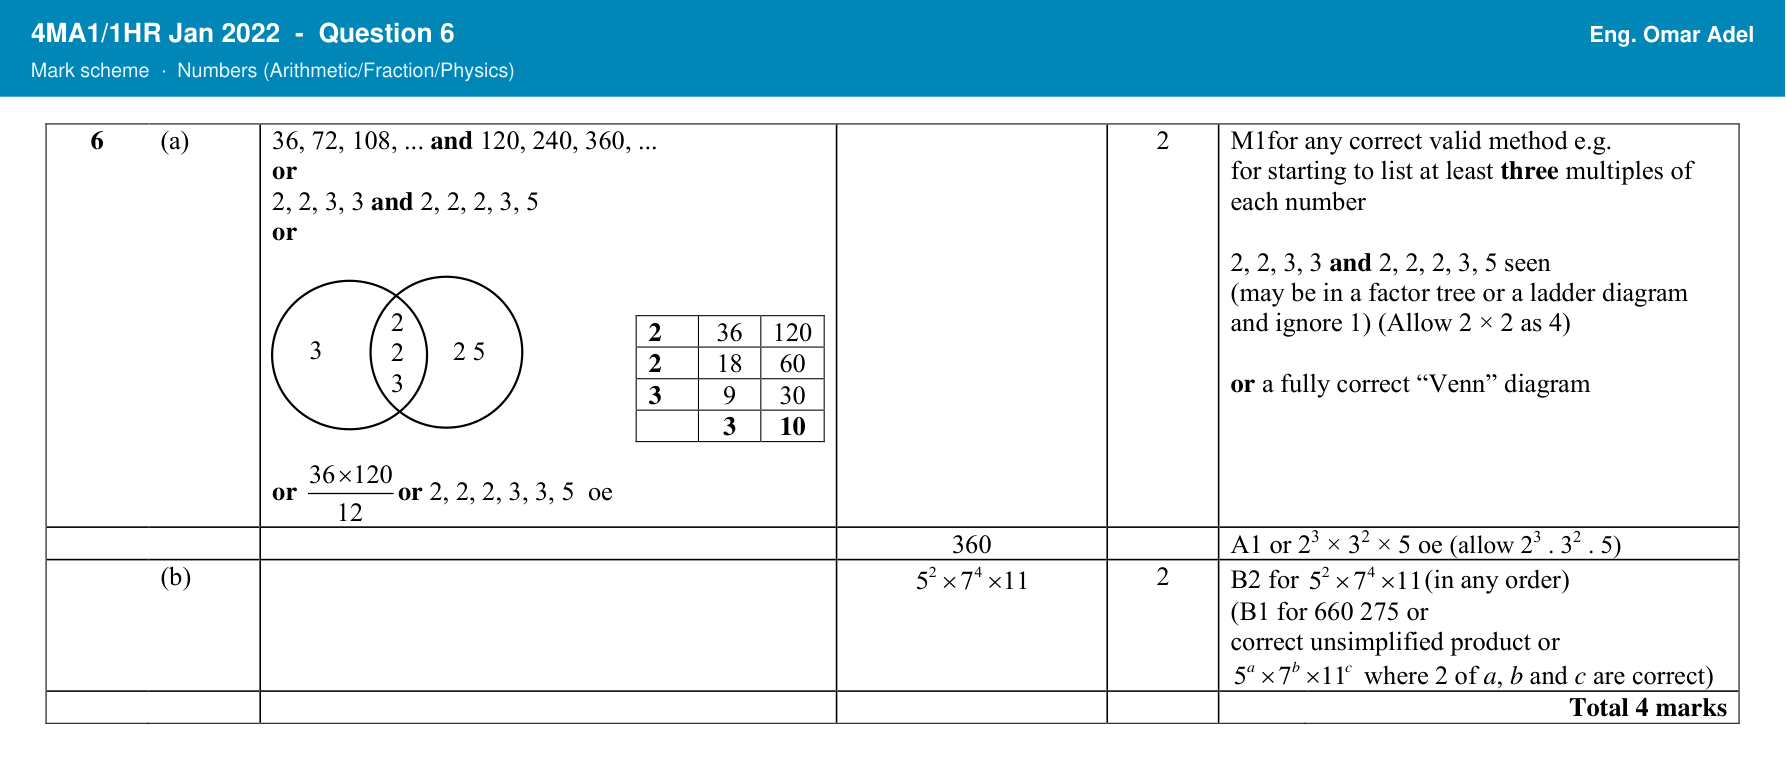 4MA1/1HR Jan 2022 - Question 6
Eng. Omar Adel
Mark scheme · Numbers (Arithmetic/Fraction/Physics)
6 (a) 36, 72, 108, ... and 120, 240, 360, ... 2 M1for any correct valid method e.g.
or for starting to list at least three multiples of
2, 2, 3, 3 and 2, 2, 2, 3, 5 each number
or
2, 2, 3, 3 and 2, 2, 2, 3, 5 seen
(may be in a factor tree or a ladder diagram
and ignore 1) (Allow 2 × 2 as 4)
or a fully correct “Venn” diagram
2
3 2 2 5
3
2 36 120
2 18 60
3 9 30
3 10
or 36×120/12 or 2, 2, 2, 3, 3, 5 oe
360 A1 or 2³ × 3² × 5 oe (allow 2³ . 3² . 5)
(b) 5² × 7⁴ ×11 2 B2 for 5² × 7⁴ ×11(in any order)
(B1 for 660 275 or
correct unsimplified product or
5ᵃ × 7ᵇ ×11ᶜ where 2 of a, b and c are correct)
Total 4 marks